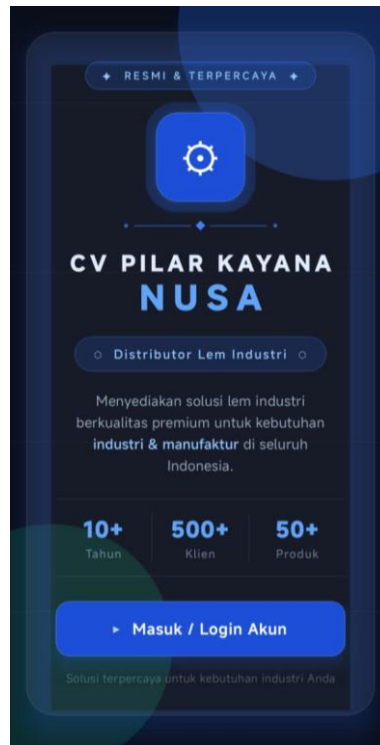 ✦ RESMI & TERPERCAYA ✦
CV PILAR KAYANA
NUSA
○ Distributor Lem Industri ○
Menyediakan solusi lem industri
berkualitas premium untuk kebutuhan
industri & manufaktur di seluruh
Indonesia.
10+ 500+ 50+
Tahun Klien Produk
▸ Masuk / Login Akun
Solusi terpercaya untuk kebutuhan industri Anda